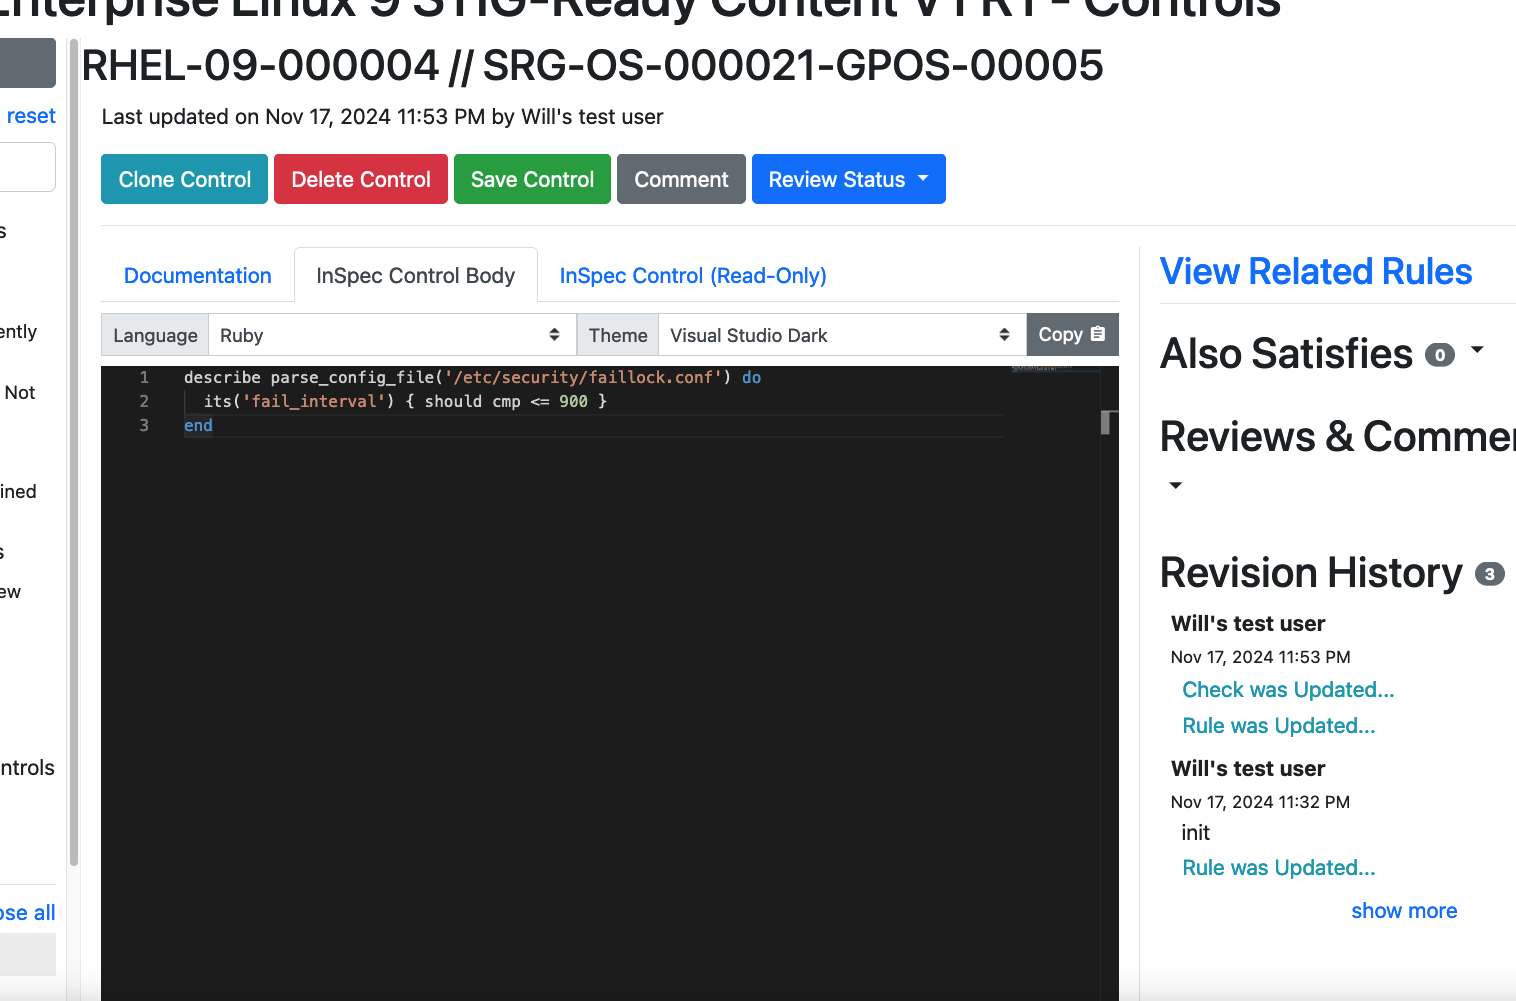 Enterprise Linux 9 STIG-Ready Content V1R1 - Controls
RHEL-09-000004 // SRG-OS-000021-GPOS-00005
reset
Last updated on Nov 17, 2024 11:53 PM by Will's test user
Clone Control Delete Control Save Control Comment Review Status
s
ently
Not
ined
s
ew
ntrols
ose all
Documentation InSpec Control Body InSpec Control (Read-Only)
Language Ruby Theme Visual Studio Dark Copy
1 describe parse_config_file('/etc/security/faillock.conf') do
2 its('fail_interval') { should cmp <= 900 }
3 end
View Related Rules
Also Satisfies 0
Reviews & Commen
Revision History 3
Will's test user
Nov 17, 2024 11:53 PM
Check was Updated...
Rule was Updated...
Will's test user
Nov 17, 2024 11:32 PM
init
Rule was Updated...
show more